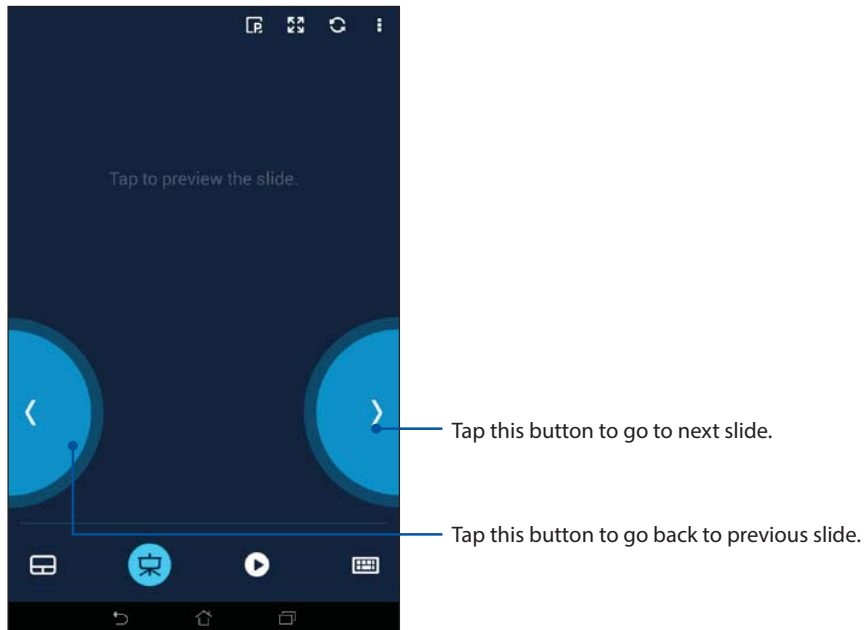 Tap to preview the slide.
Tap this button to go to next slide.
Tap this button to go back to previous slide.